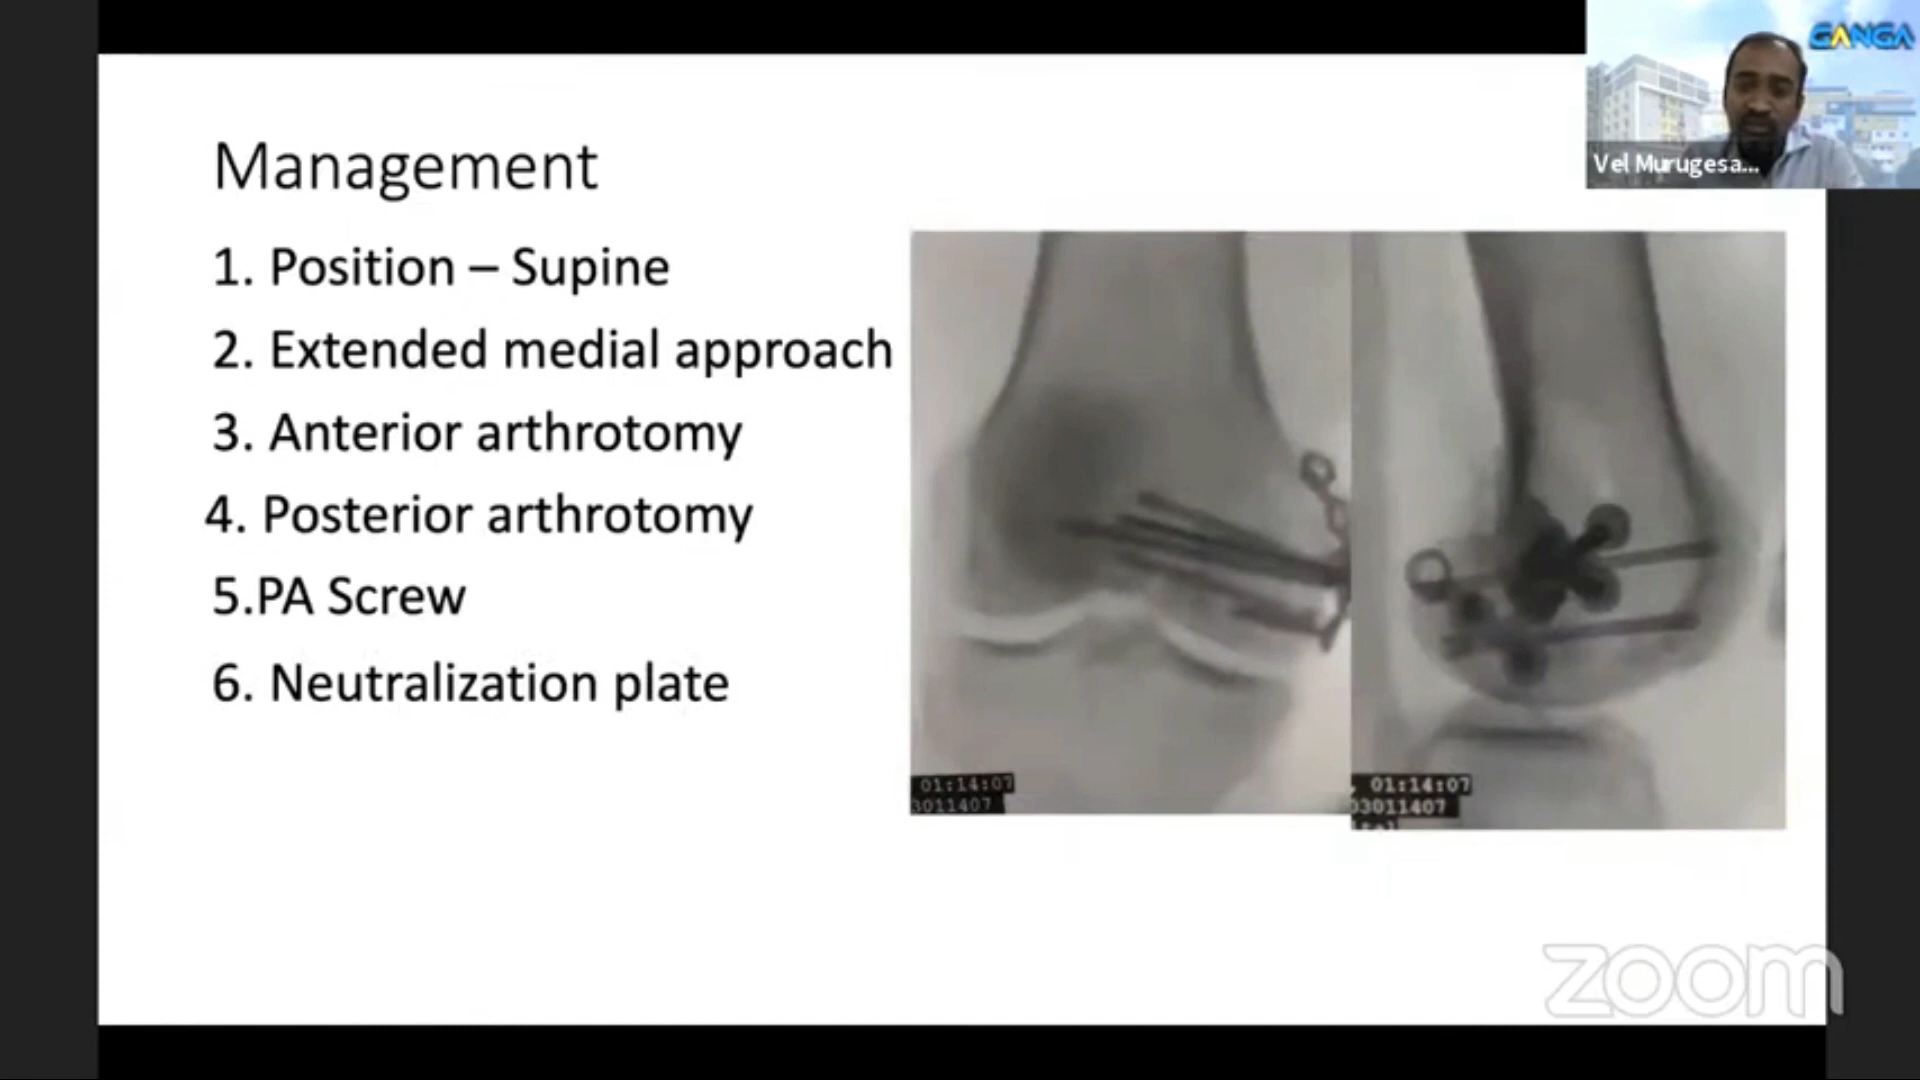 GANGA
Vel Murugesa...
Management
1. Position – Supine
2. Extended medial approach
3. Anterior arthrotomy
4. Posterior arthrotomy
5.PA Screw
6. Neutralization plate
01:14:07
3011407
01:14:07
03011407
zoom